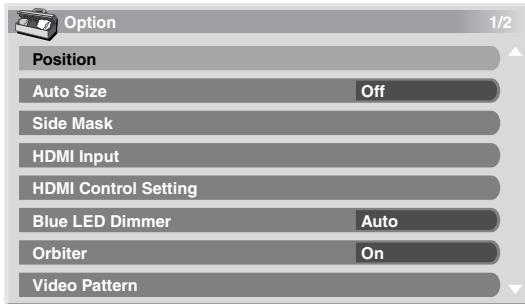 Option 1/2
Position
Auto Size Off
Side Mask
HDMI Input
HDMI Control Setting
Blue LED Dimmer Auto
Orbiter On
Video Pattern